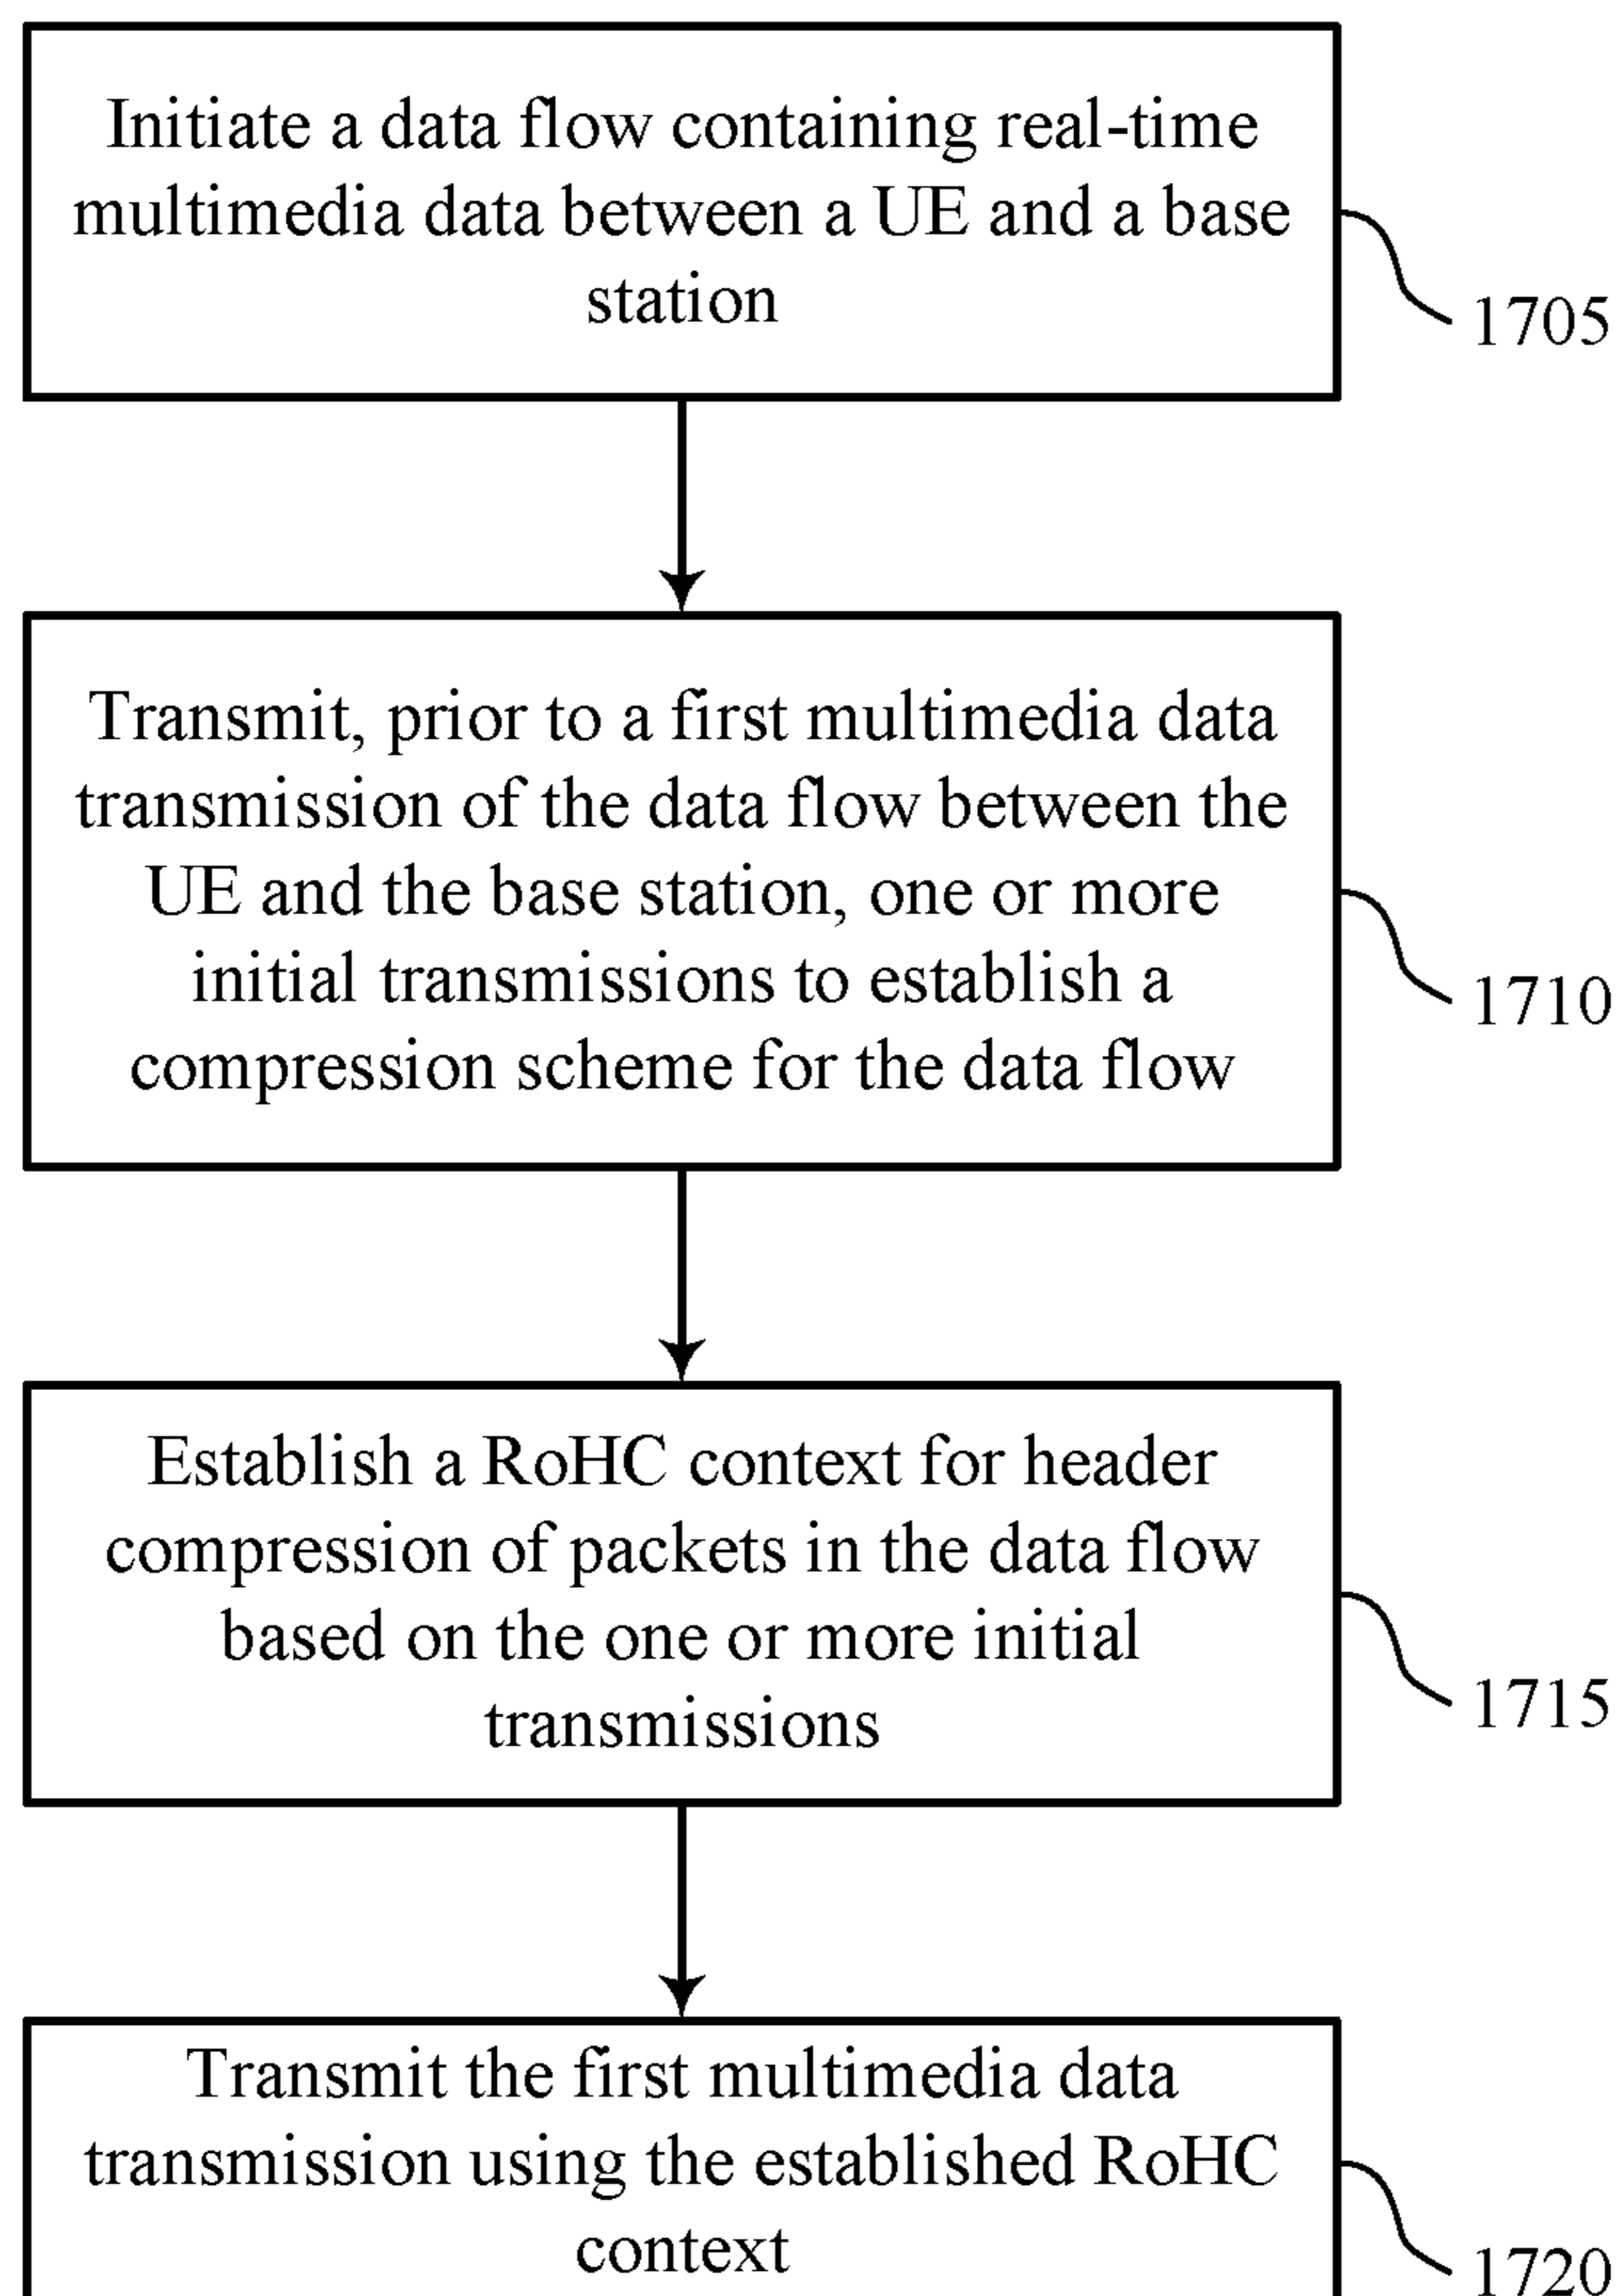 Initiate a data flow containing real-time
multimedia data between a UE and a base
station
1705
Transmit, prior to a first multimedia data
transmission of the data flow between the
UE and the base station, one or more
initial transmissions to establish a
compression scheme for the data flow
1710
Establish a RoHC context for header
compression of packets in the data flow
based on the one or more initial
transmissions
1715
Transmit the first multimedia data
transmission using the established RoHC
context
1720